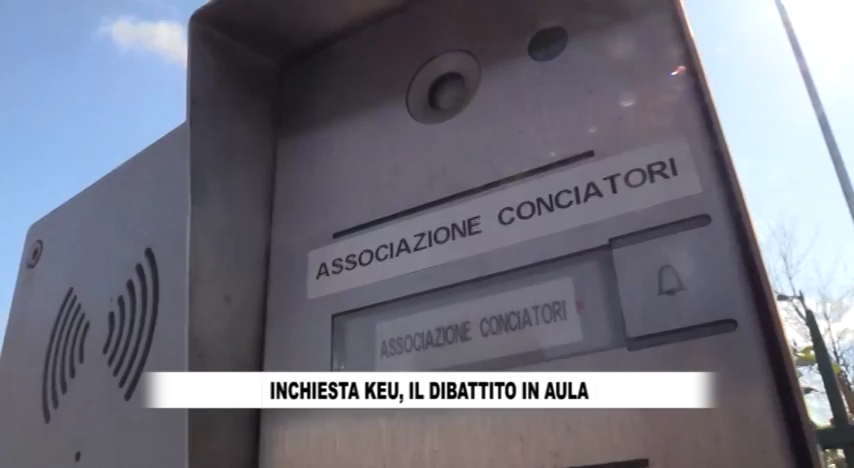 ASSOCIAZIONE CONCIATORI
ASSOCIAZIONE CONCIATORI
INCHIESTA KEU, IL DIBATTITO IN AULA